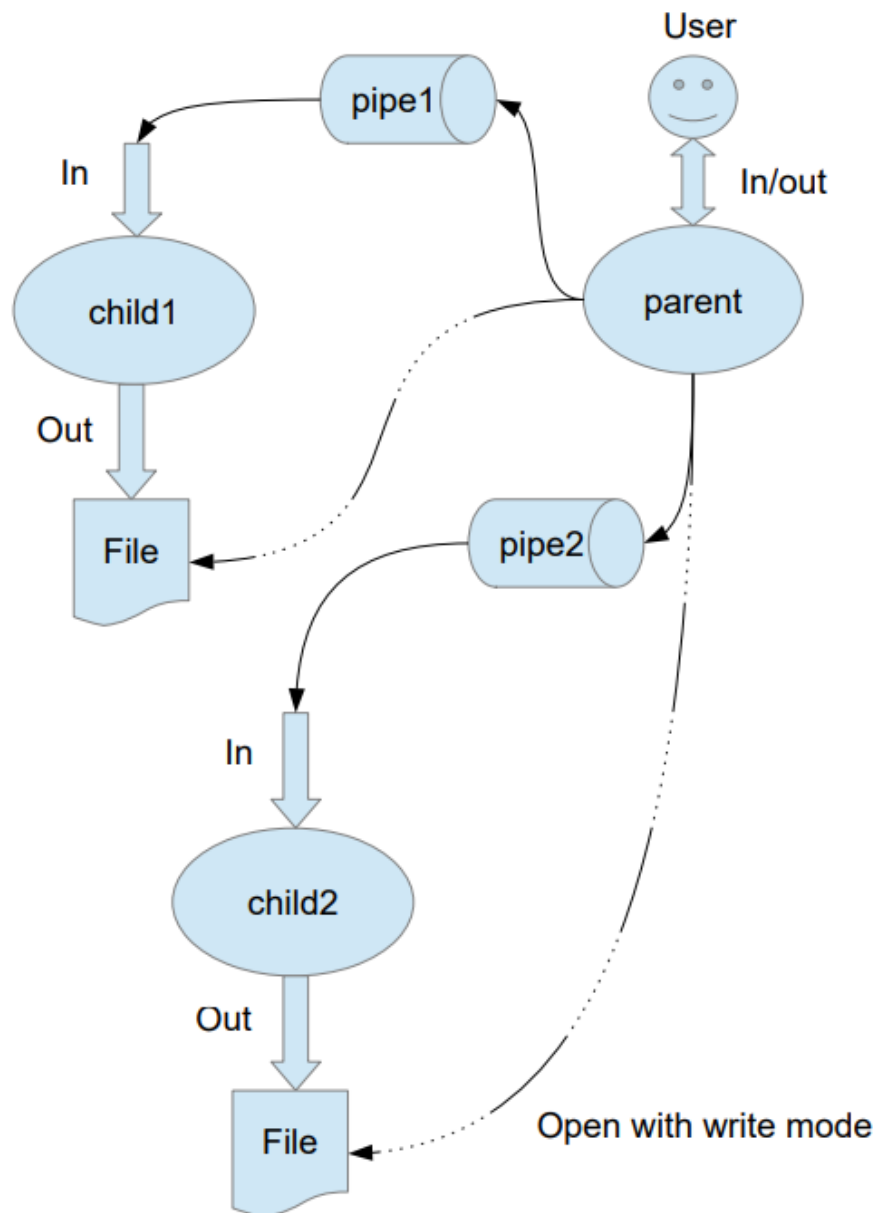 User
pipe1
In
In/out
child1
parent
Out
File
pipe2
In
child2
Out
File
Open with write mode